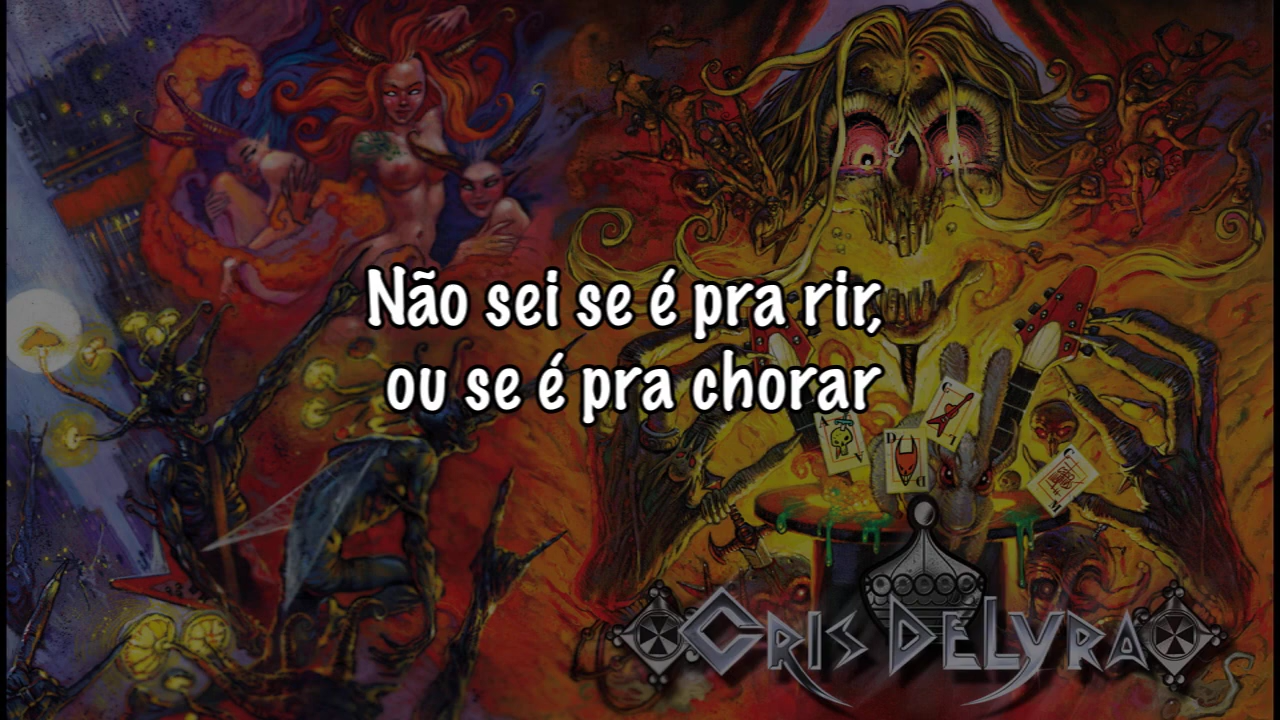 Não sei se é pra rir,
ou se é pra chorar
A
A
D
D
G
L
G
M
CRIS DELYRA